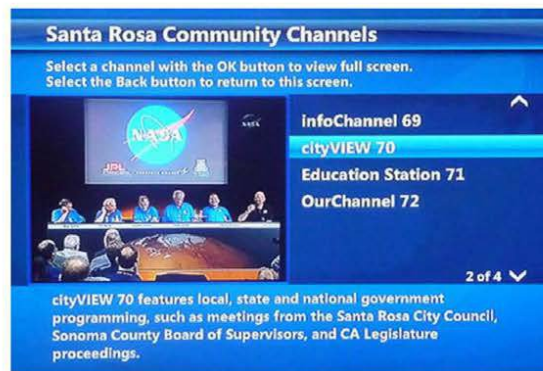 Santa Rosa Community Channels
Select a channel with the OK button to view full screen.
Select the Back button to return to this screen.
NASA
NASA
JPL
infoChannel 69
cityVIEW 70
Education Station 71
OurChannel 72
2 of 4
cityVIEW 70 features local, state and national government
programming, such as meetings from the Santa Rosa City Council,
Sonoma County Board of Supervisors, and CA Legislature
proceedings.